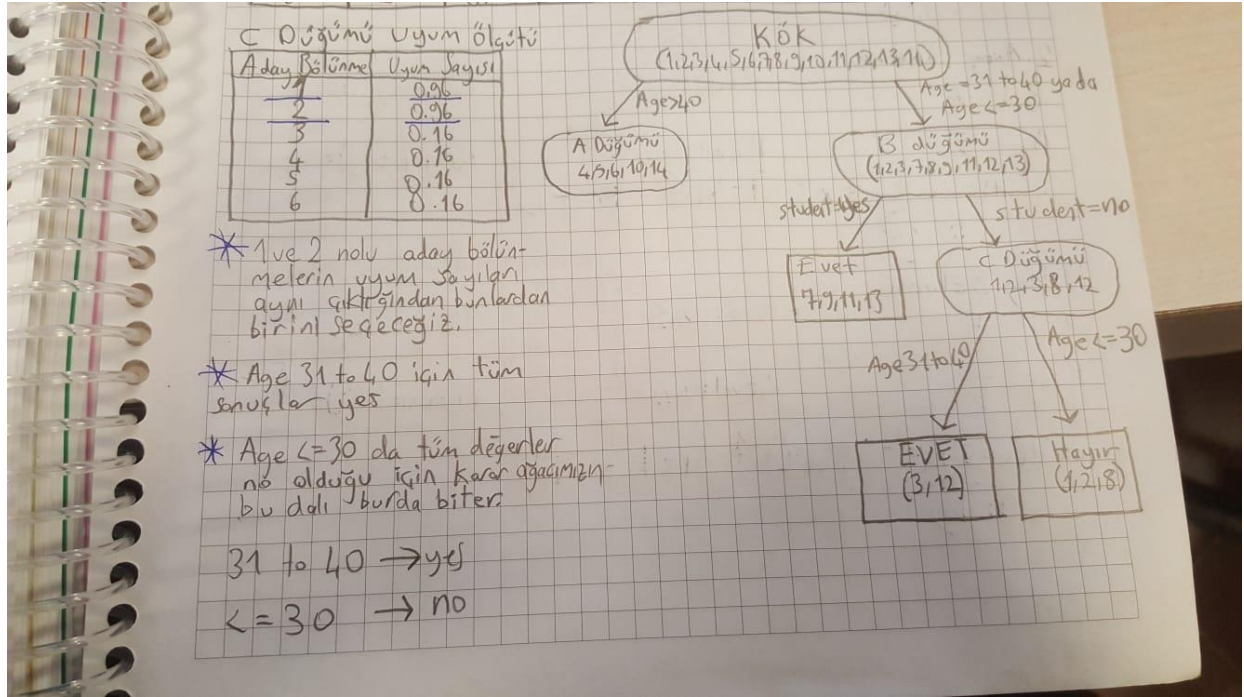 C Düğümü Uyum Ölçütü
Aday Bölünme Uyum Sayısı
1 0.96
2 0.96
3 0.16
4 0.16
5 0.16
6 0.16
* 1 ve 2 nolu aday bölün-
melerin uyum sayıları
aynı çıktığından bunlardan
birini seçeceğiz.
* Age 31 to 40 için tüm
sonuçlar yes
* Age <=30 da tüm değerler
no olduğu için karar ağacımızın
bu dalı burda biter.
31 to 40 → yes
<=30 → no
KÖK
(1,2,3,4,5,6,7,8,9,10,11,12,13,14)
Age>40
Age=31 to 40 yada
Age<=30
A Düğümü
4,5,6,10,14
B düğümü
(1,2,3,7,8,9,11,12,13)
student=yes
student=no
Evet
7,9,11,13
C Düğümü
1,2,3,8,12
Age 31 to 40
Age<=30
EVET
(3,12)
Hayır
(1,2,8)